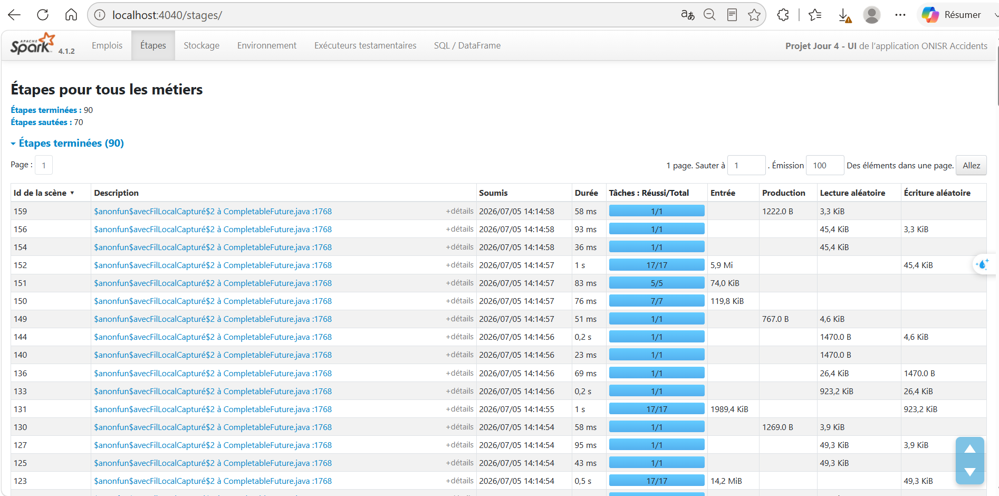 localhost:4040/stages/
Résumer
APACHE Spark 4.1.2 Emplois Étapes Stockage Environnement Exécuteurs testamentaires SQL / DataFrame Projet Jour 4 - UI de l'application ONISR Accidents
Étapes pour tous les métiers
Étapes terminées : 90
Étapes sautées : 70
Étapes terminées (90)
Page : 1 1 page. Sauter à 1 . Émission 100 Des éléments dans une page. Allez
Id de la scène Description Soumis Durée Tâches : Réussi/Total Entrée Production Lecture aléatoire Écriture aléatoire
159 $anonfun$avecFilLocalCapturé$2 à CompletableFuture.java :1768 +détails 2026/07/05 14:14:58 58 ms 1/1 1222.0 B 3,3 KiB
156 $anonfun$avecFilLocalCapturé$2 à CompletableFuture.java :1768 +détails 2026/07/05 14:14:58 93 ms 1/1 45,4 KiB 3,3 KiB
154 $anonfun$avecFilLocalCapturé$2 à CompletableFuture.java :1768 +détails 2026/07/05 14:14:58 36 ms 1/1 45,4 KiB
152 $anonfun$avecFilLocalCapturé$2 à CompletableFuture.java :1768 +détails 2026/07/05 14:14:57 1 s 17/17 5,9 Mi 45,4 KiB
151 $anonfun$avecFilLocalCapturé$2 à CompletableFuture.java :1768 +détails 2026/07/05 14:14:57 83 ms 5/5 74,0 KiB
150 $anonfun$avecFilLocalCapturé$2 à CompletableFuture.java :1768 +détails 2026/07/05 14:14:57 76 ms 7/7 119,8 KiB
149 $anonfun$avecFilLocalCapturé$2 à CompletableFuture.java :1768 +détails 2026/07/05 14:14:57 51 ms 1/1 767.0 B 4,6 KiB
144 $anonfun$avecFilLocalCapturé$2 à CompletableFuture.java :1768 +détails 2026/07/05 14:14:56 0,2 s 1/1 1470.0 B 4,6 KiB
140 $anonfun$avecFilLocalCapturé$2 à CompletableFuture.java :1768 +détails 2026/07/05 14:14:56 23 ms 1/1 1470.0 B
136 $anonfun$avecFilLocalCapturé$2 à CompletableFuture.java :1768 +détails 2026/07/05 14:14:56 69 ms 1/1 26,4 KiB 1470.0 B
133 $anonfun$avecFilLocalCapturé$2 à CompletableFuture.java :1768 +détails 2026/07/05 14:14:56 0,2 s 1/1 923,2 KiB 26,4 KiB
131 $anonfun$avecFilLocalCapturé$2 à CompletableFuture.java :1768 +détails 2026/07/05 14:14:55 1 s 17/17 1989,4 KiB 923,2 KiB
130 $anonfun$avecFilLocalCapturé$2 à CompletableFuture.java :1768 +détails 2026/07/05 14:14:54 58 ms 1/1 1269.0 B 3,9 KiB
127 $anonfun$avecFilLocalCapturé$2 à CompletableFuture.java :1768 +détails 2026/07/05 14:14:54 95 ms 1/1 49,3 KiB 3,9 KiB
125 $anonfun$avecFilLocalCapturé$2 à CompletableFuture.java :1768 +détails 2026/07/05 14:14:54 43 ms 1/1 49,3 KiB
123 $anonfun$avecFilLocalCapturé$2 à CompletableFuture.java :1768 +détails 2026/07/05 14:14:54 0,5 s 17/17 14,2 MiB 49,3 KiB